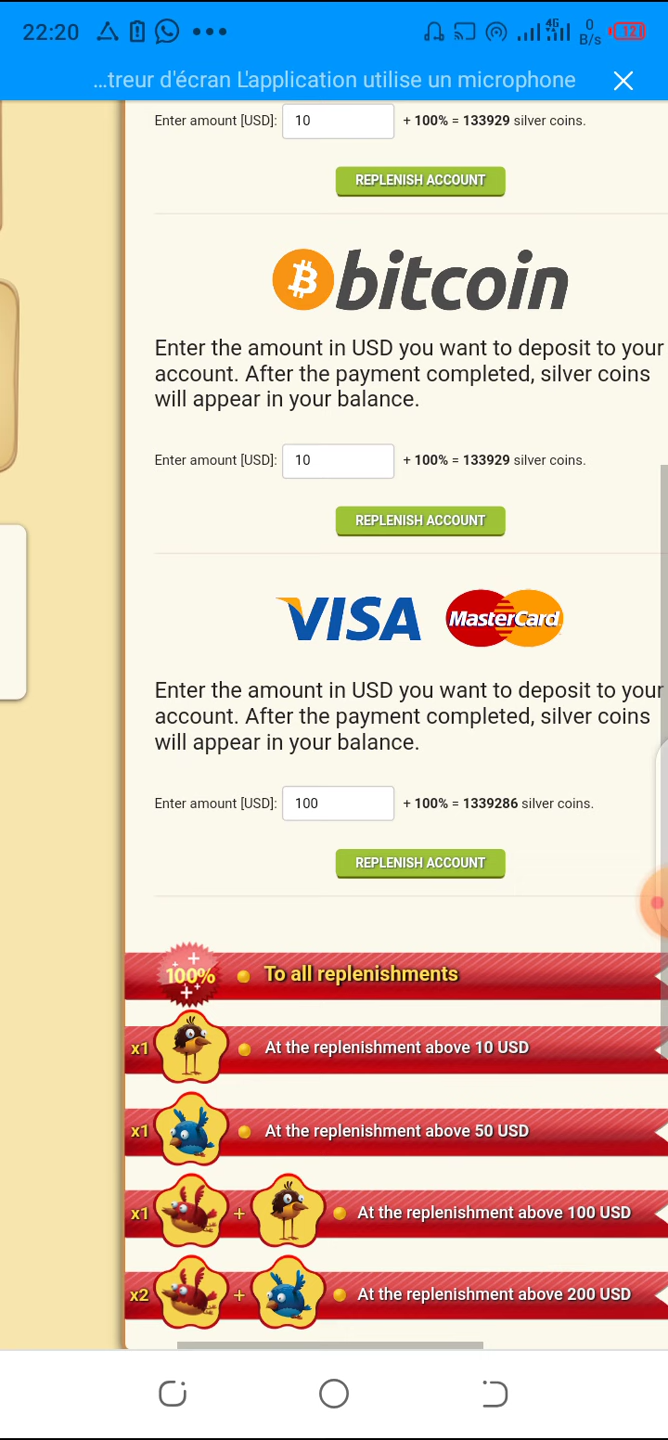 22:20
4G
0 B/s
12
...treur d'écran L'application utilise un microphone
Enter amount [USD]: 10 + 100% = 133929 silver coins.
REPLENISH ACCOUNT
bitcoin
Enter the amount in USD you want to deposit to your
account. After the payment completed, silver coins
will appear in your balance.
Enter amount [USD]: 10 + 100% = 133929 silver coins.
REPLENISH ACCOUNT
VISA MasterCard
Enter the amount in USD you want to deposit to your
account. After the payment completed, silver coins
will appear in your balance.
Enter amount [USD]: 100 + 100% = 1339286 silver coins.
REPLENISH ACCOUNT
100% To all replenishments
x1 At the replenishment above 10 USD
x1 At the replenishment above 50 USD
x1 + At the replenishment above 100 USD
x2 + At the replenishment above 200 USD